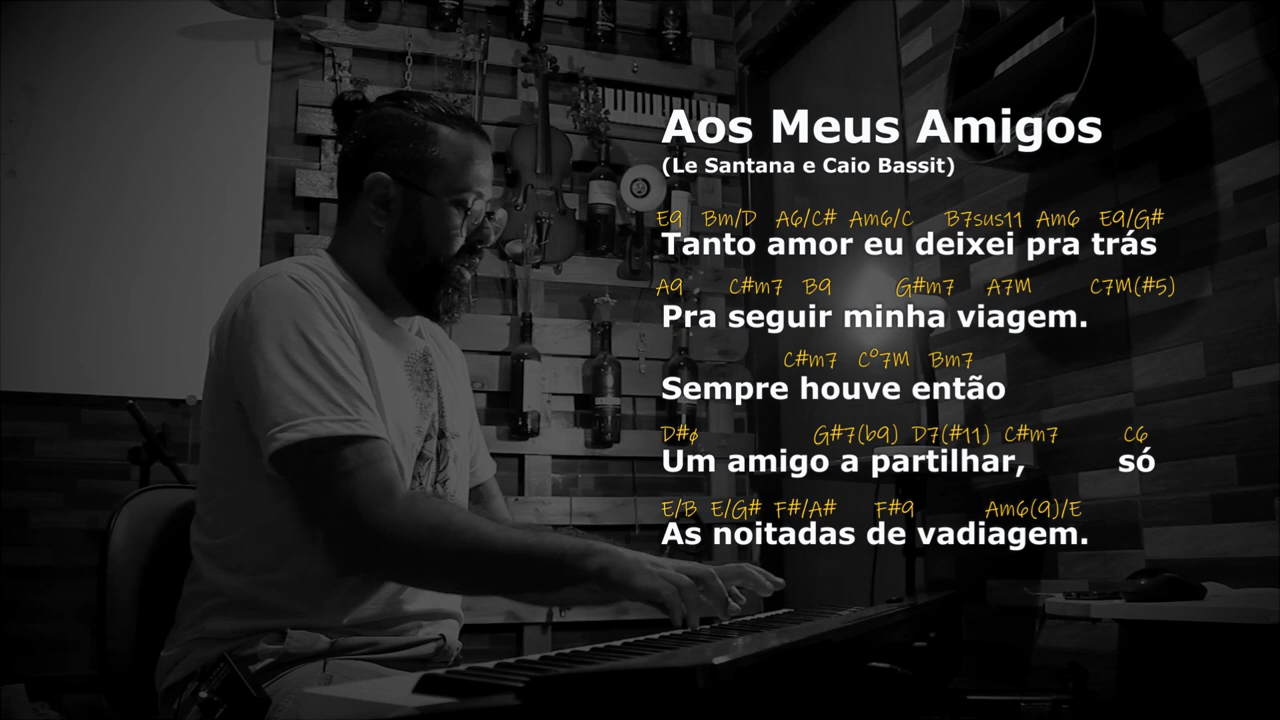 Aos Meus Amigos
(Le Santana e Caio Bassit)
E9 Bm/D A6/C# Am6/C B7sus11 Am6 E9/G#
Tanto amor eu deixei pra trás
A9 C#m7 B9 G#m7 A7M C7M(#5)
Pra seguir minha viagem.
C#m7 C°7M Bm7
Sempre houve então
D#ø G#7(b9) D7(#11) C#m7 C6
Um amigo a partilhar, só
E/B E/G# F#/A# F#9 Am6(9)/E
As noitadas de vadiagem.